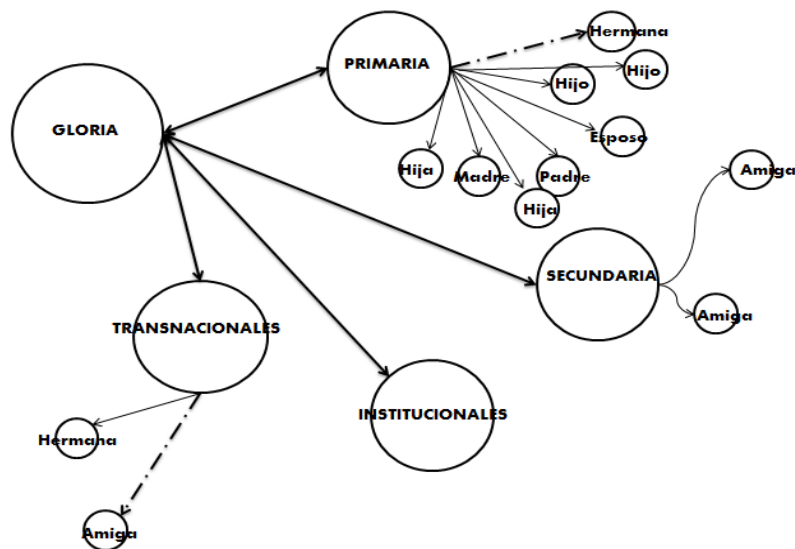 Hermana
PRIMARIA
Hijo
Hijo
GLORIA
Esposo
Hija
Madre
Padre
Hija
Amiga
SECUNDARIA
Amiga
TRANSNACIONALES
INSTITUCIONALES
Hermana
Amiga